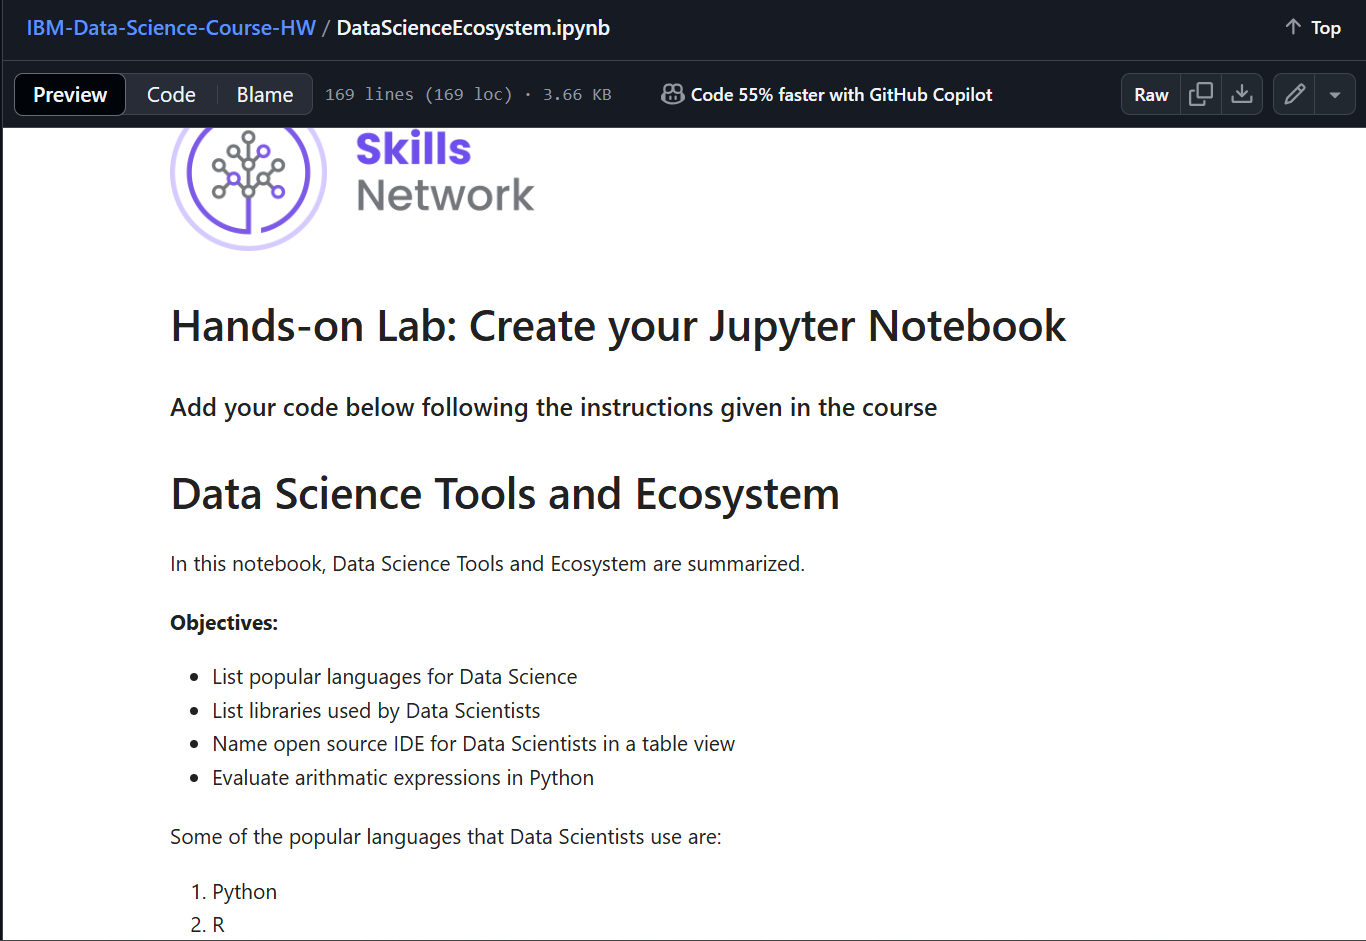 IBM-Data-Science-Course-HW / DataScienceEcosystem.ipynb
Top
Preview Code Blame 169 lines (169 loc) · 3.66 KB Code 55% faster with GitHub Copilot Raw
Skills
Network
Hands-on Lab: Create your Jupyter Notebook
Add your code below following the instructions given in the course
Data Science Tools and Ecosystem
In this notebook, Data Science Tools and Ecosystem are summarized.
Objectives:
• List popular languages for Data Science
• List libraries used by Data Scientists
• Name open source IDE for Data Scientists in a table view
• Evaluate arithmatic expressions in Python
Some of the popular languages that Data Scientists use are:
1. Python
2. R